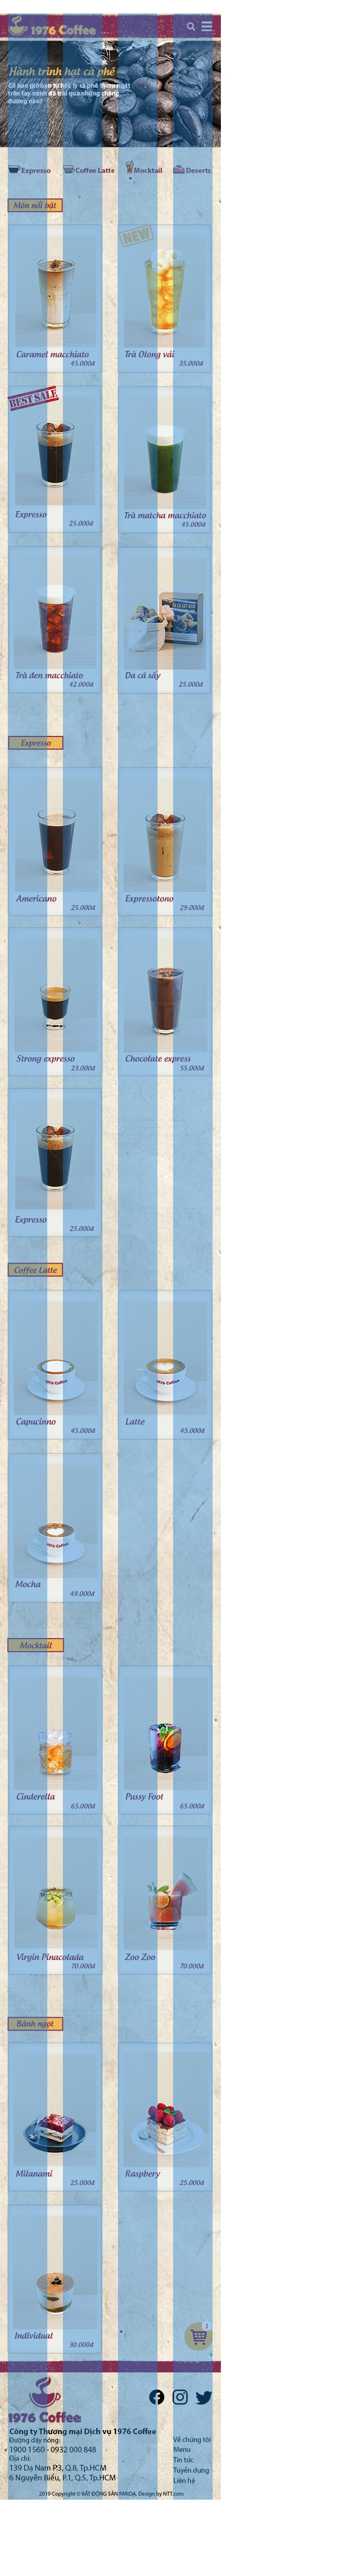 1976 Coffee
Hành trình hạt cà phê
Có bao giờ bạn tự hỏi, ly cà phê thơm ngát
trên tay mình đã trải qua những chặng
đường nào?
Expresso Coffee Latte Mocktail Deserts
Món nổi bật
NEW
Caramel macchiato Trà Olong vải
45.000đ 35.000đ
BEST SALE
Expresso Trà matcha macchiato
25.000đ 45.000đ
Trà đen macchiato Da cá sấy
42.000đ 25.000đ
Expresso
Americano Expressotono
25.000đ 29.000đ
Strong expresso Chocolate express
23.000đ 55.000đ
Expresso
25.000đ
Coffee Latte
1976 Coffee 1976 Coffee
Capucinno Latte
45.000đ 45.000đ
1976 Coffee
Mocha
49.000đ
Mocktail
Cinderella Pussy Foot
65.000đ 65.000đ
Virgin Pinacolada Zoo Zoo
70.000đ 70.000đ
Bánh ngọt
Milanami Raspbery
25.000đ 25.000đ
Individual
30.000đ
1976 Coffee
Công ty Thương mại Dịch vụ 1976 Coffee
Đường dây nóng:
1900 1560 - 0932 000 848
Địa chỉ:
139 Dạ Nam P.3, Q.8, Tp.HCM
6 Nguyễn Biểu, P.1, Q.5, Tp.HCM
Về chúng tôi
Menu
Tin tức
Tuyển dụng
Liên hệ
2019 Copyright © BẤT ĐỘNG SẢN PANDA. Design by NTT.com